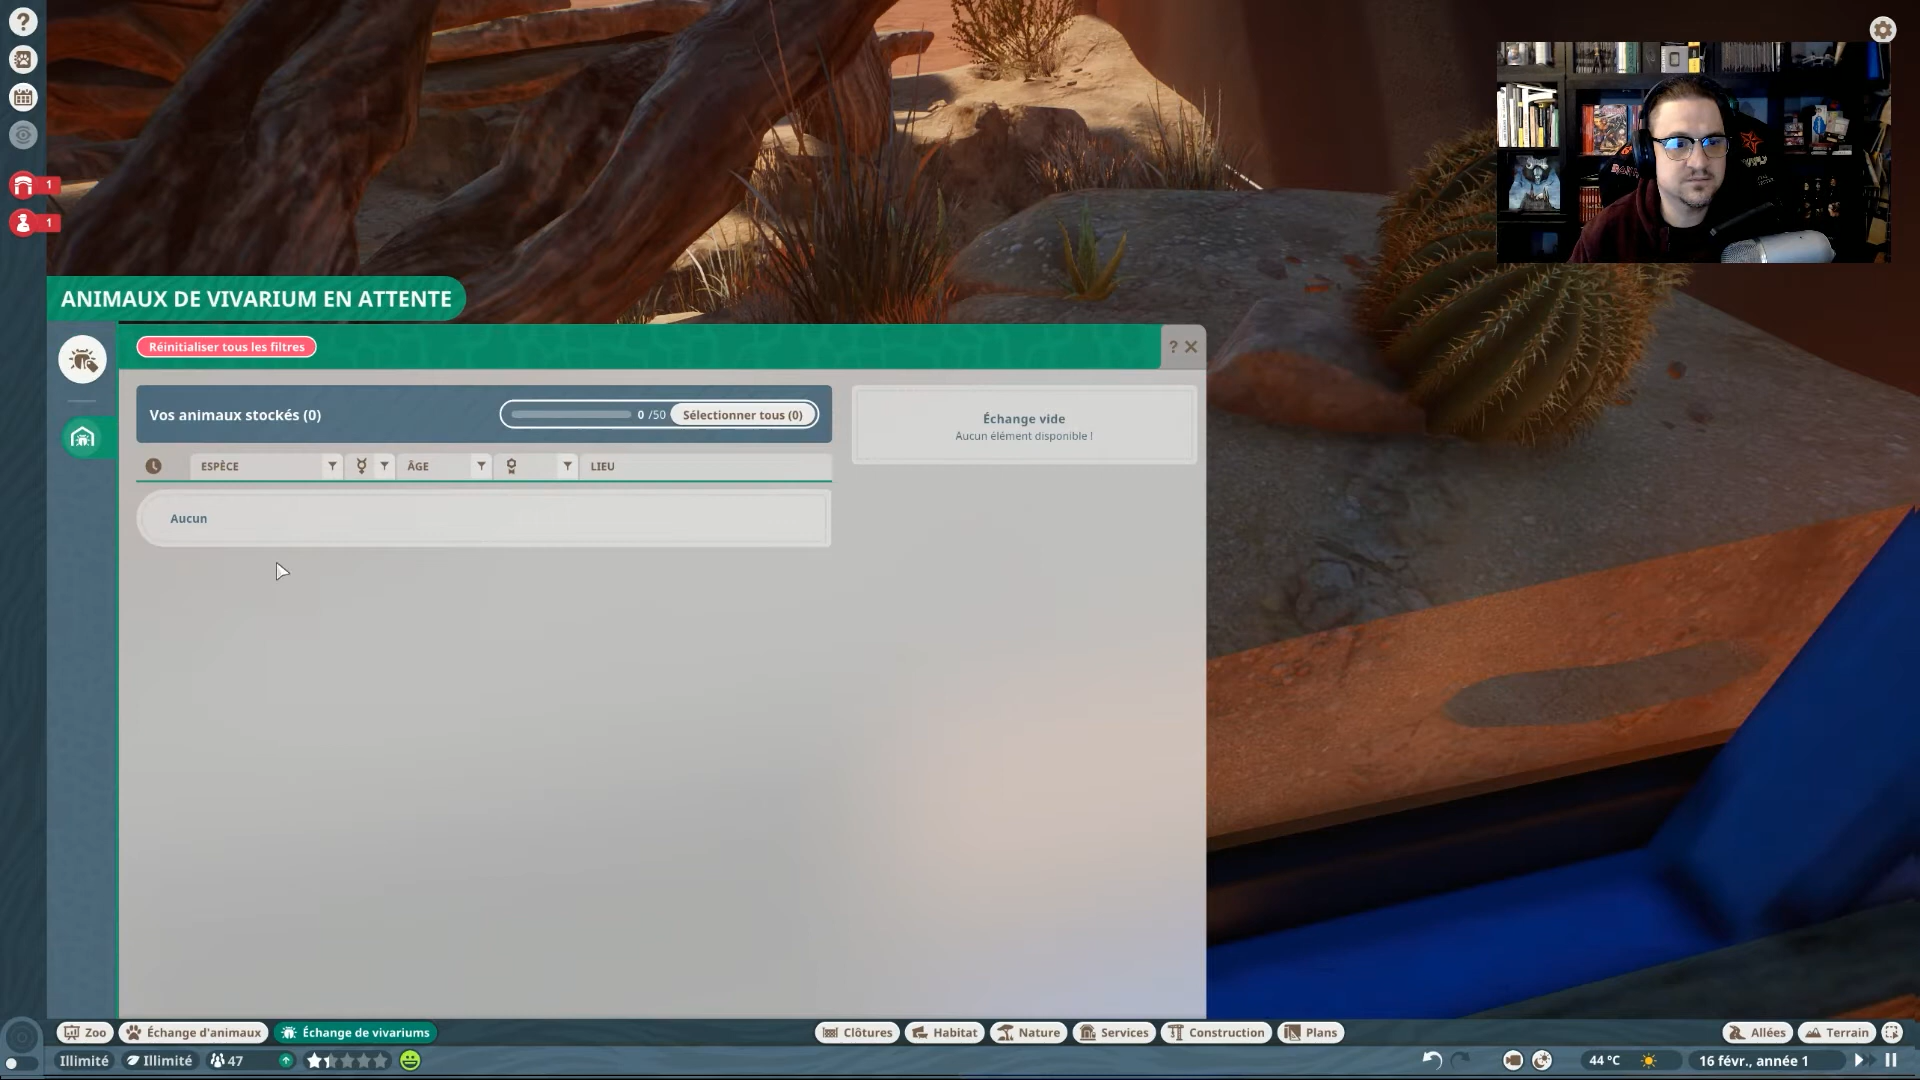 ?
1
1
ANIMAUX DE VIVARIUM EN ATTENTE
Réinitialiser tous les filtres
?
Vos animaux stockés (0)
0 /50
Sélectionner tous (0)
Échange vide
Aucun élément disponible !
ESPÈCE
ÂGE
LIEU
Aucun
Zoo
Échange d'animaux
Échange de vivariums
Clôtures
Habitat
Nature
Services
Construction
Plans
Allées
Terrain
Illimité
Illimité
47
44 °C
16 févr., année 1